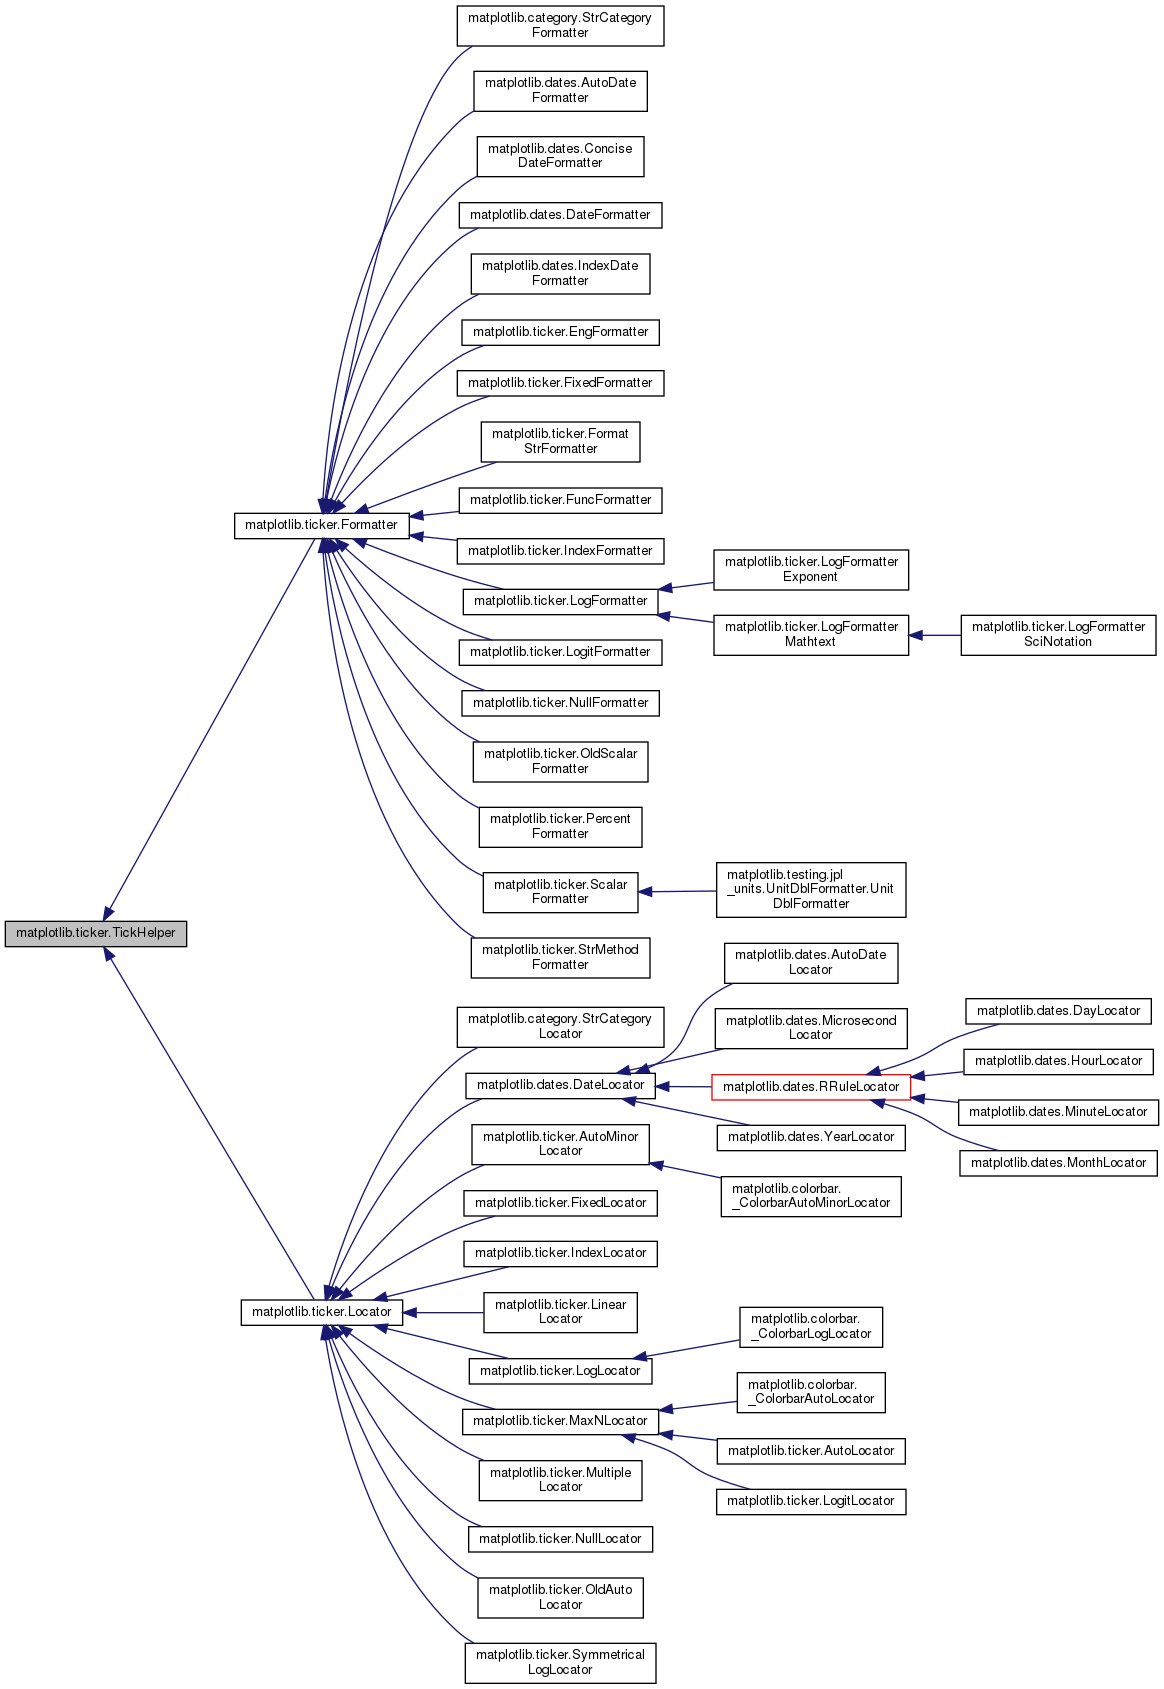 matplotlib.category.StrCategory
Formatter
matplotlib.dates.AutoDate
Formatter
matplotlib.dates.Concise
DateFormatter
matplotlib.dates.DateFormatter
matplotlib.dates.IndexDate
Formatter
matplotlib.ticker.EngFormatter
matplotlib.ticker.FixedFormatter
matplotlib.ticker.Format
StrFormatter
matplotlib.ticker.FuncFormatter
matplotlib.ticker.Formatter
matplotlib.ticker.IndexFormatter
matplotlib.ticker.LogFormatter
Exponent
matplotlib.ticker.LogFormatter
matplotlib.ticker.LogFormatter
Mathtext
matplotlib.ticker.LogFormatter
SciNotation
matplotlib.ticker.LogitFormatter
matplotlib.ticker.NullFormatter
matplotlib.ticker.OldScalar
Formatter
matplotlib.ticker.Percent
Formatter
matplotlib.ticker.Scalar
Formatter
matplotlib.testing.jpl
_units.UnitDblFormatter.Unit
DblFormatter
matplotlib.ticker.TickHelper
matplotlib.ticker.StrMethod
Formatter
matplotlib.dates.AutoDate
Locator
matplotlib.category.StrCategory
Locator
matplotlib.dates.Microsecond
Locator
matplotlib.dates.DayLocator
matplotlib.dates.HourLocator
matplotlib.dates.DateLocator
matplotlib.dates.RRuleLocator
matplotlib.dates.MinuteLocator
matplotlib.dates.YearLocator
matplotlib.dates.MonthLocator
matplotlib.ticker.AutoMinor
Locator
matplotlib.colorbar.
_ColorbarAutoMinorLocator
matplotlib.ticker.FixedLocator
matplotlib.ticker.IndexLocator
matplotlib.ticker.Locator
matplotlib.ticker.Linear
Locator
matplotlib.colorbar.
_ColorbarLogLocator
matplotlib.ticker.LogLocator
matplotlib.colorbar.
_ColorbarAutoLocator
matplotlib.ticker.MaxNLocator
matplotlib.ticker.AutoLocator
matplotlib.ticker.Multiple
Locator
matplotlib.ticker.LogitLocator
matplotlib.ticker.NullLocator
matplotlib.ticker.OldAuto
Locator
matplotlib.ticker.Symmetrical
LogLocator